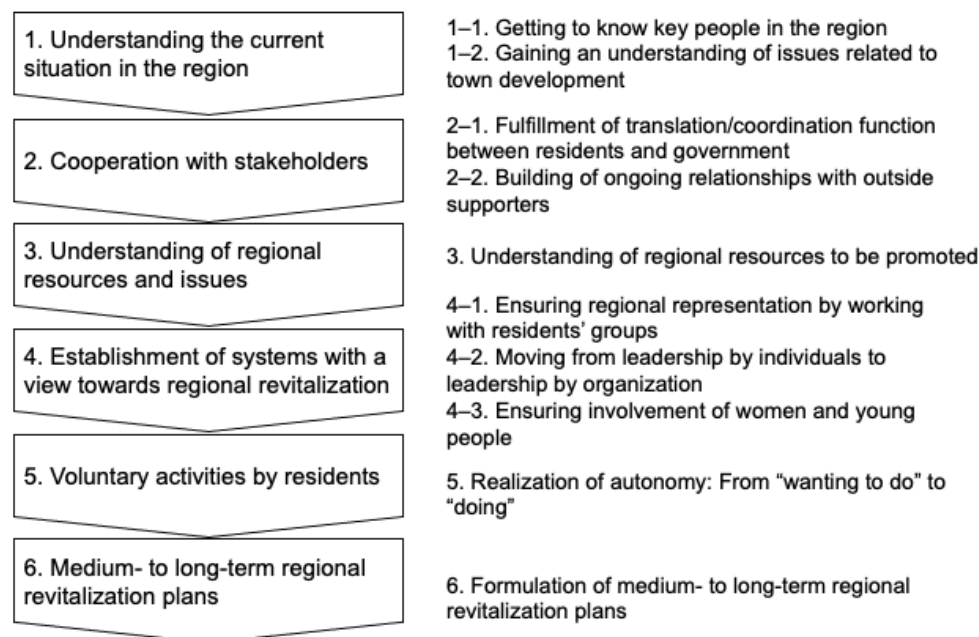 1. Understanding the current
situation in the region
1–1. Getting to know key people in the region
1–2. Gaining an understanding of issues related to
town development
2. Cooperation with stakeholders
2–1. Fulfillment of translation/coordination function
between residents and government
2–2. Building of ongoing relationships with outside
supporters
3. Understanding of regional
resources and issues
3. Understanding of regional resources to be promoted
4. Establishment of systems with a
view towards regional revitalization
4–1. Ensuring regional representation by working
with residents’ groups
4–2. Moving from leadership by individuals to
leadership by organization
4–3. Ensuring involvement of women and young
people
5. Voluntary activities by residents
5. Realization of autonomy: From “wanting to do” to
“doing”
6. Medium- to long-term regional
revitalization plans
6. Formulation of medium- to long-term regional
revitalization plans